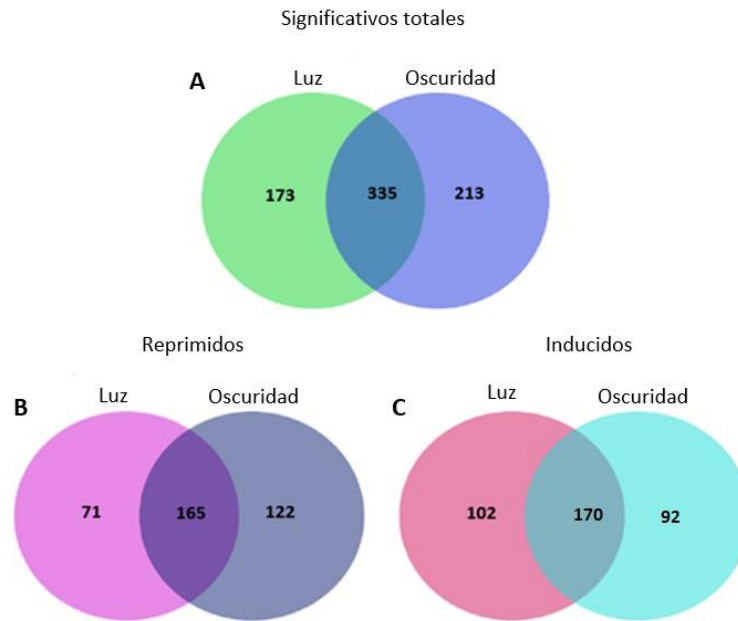 Significativos totales
A
Luz Oscuridad
173 335 213
Reprimidos Inducidos
B
Luz Oscuridad
71 165 122
C
Luz Oscuridad
102 170 92